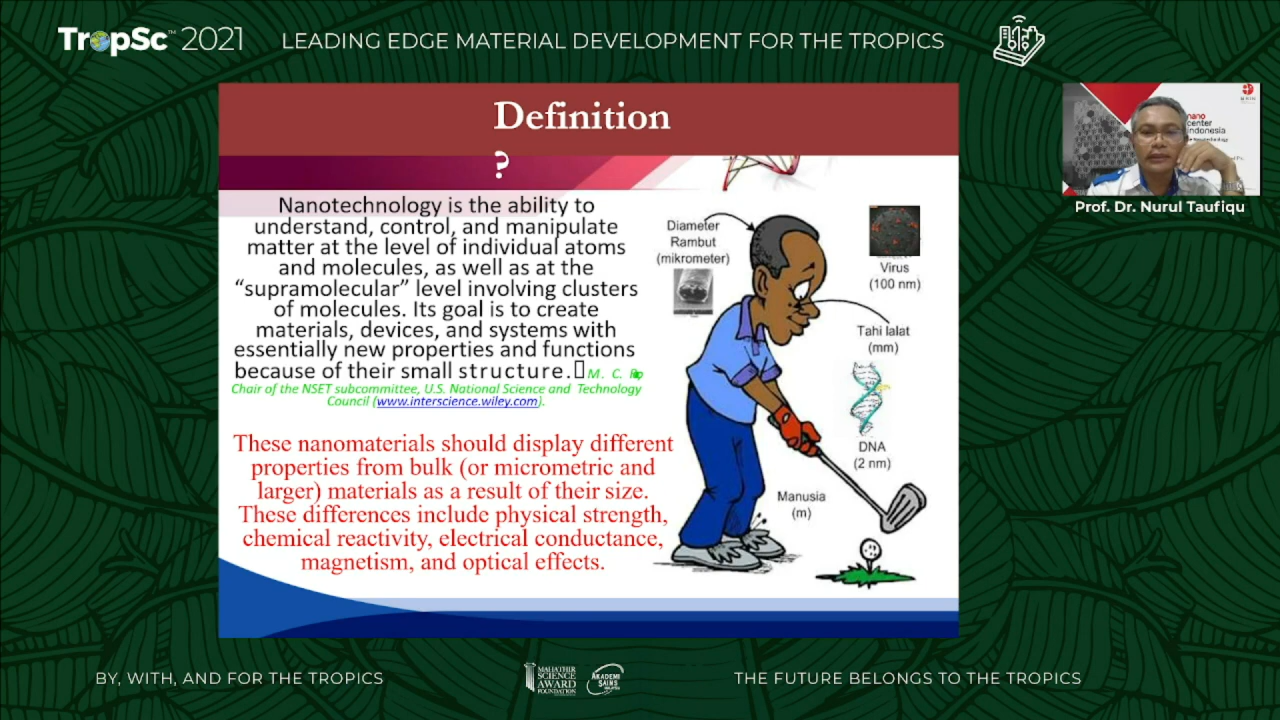 TropSc™ 2021
LEADING EDGE MATERIAL DEVELOPMENT FOR THE TROPICS
Definition
?
Nanotechnology is the ability to
understand, control, and manipulate
matter at the level of individual atoms
and molecules, as well as at the
“supramolecular” level involving clusters
of molecules. Its goal is to create
materials, devices, and systems with
essentially new properties and functions
because of their small structure.
M. C.
Chair of the NSET subcommittee, U.S. National Science and Technology
Council (www.interscience.wiley.com).
These nanomaterials should display different
properties from bulk (or micrometric and
larger) materials as a result of their size.
These differences include physical strength,
chemical reactivity, electrical conductance,
magnetism, and optical effects.
Diameter
Rambut
(mikrometer)
Virus
(100 nm)
Tahi lalat
(mm)
DNA
(2 nm)
Manusia
(m)
nano
center
indonesia
Prof. Dr. Nurul Taufiqu
BY, WITH, AND FOR THE TROPICS
MAHATHIR
SCIENCE
AWARD
FOUNDATION
AKADEMI
SAINS
THE FUTURE BELONGS TO THE TROPICS